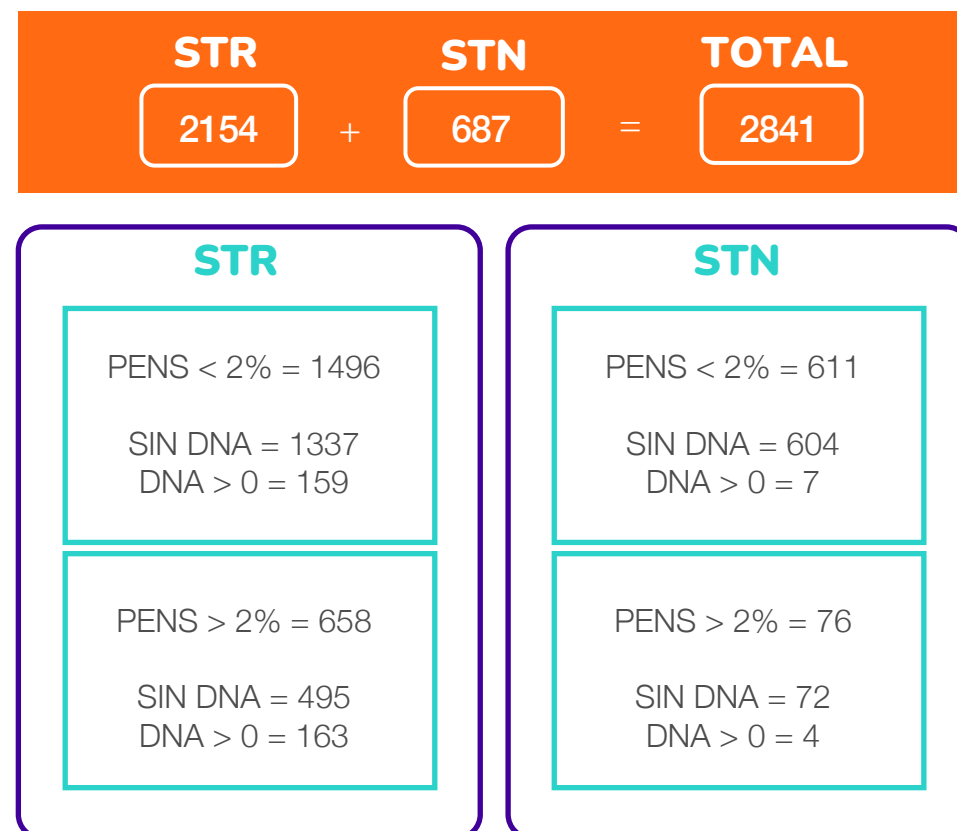 STR STN TOTAL
2154 + 687 = 2841
STR
PENS < 2% = 1496
SIN DNA = 1337
DNA > 0 = 159
PENS > 2% = 658
SIN DNA = 495
DNA > 0 = 163
STN
PENS < 2% = 611
SIN DNA = 604
DNA > 0 = 7
PENS > 2% = 76
SIN DNA = 72
DNA > 0 = 4